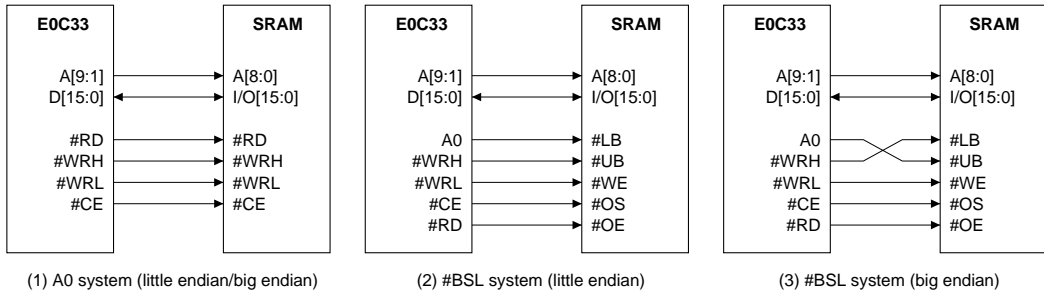 E0C33 SRAM
A[9:1] A[8:0]
D[15:0] I/O[15:0]
#RD #RD
#WRH #WRH
#WRL #WRL
#CE #CE
(1) A0 system (little endian/big endian)
E0C33 SRAM
A[9:1] A[8:0]
D[15:0] I/O[15:0]
A0 #LB
#WRH #UB
#WRL #WE
#CE #OS
#RD #OE
(2) #BSL system (little endian)
E0C33 SRAM
A[9:1] A[8:0]
D[15:0] I/O[15:0]
A0 #LB
#WRH #UB
#WRL #WE
#CE #OS
#RD #OE
(3) #BSL system (big endian)